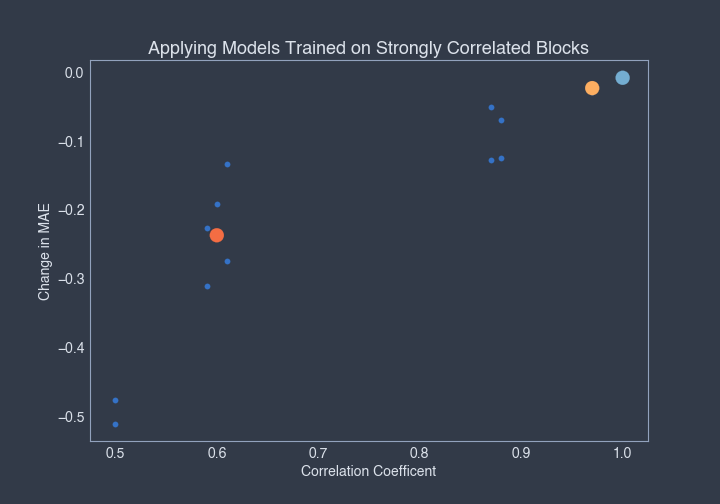 Applying Models Trained on Strongly Correlated Blocks
0.0
−0.1
−0.2
−0.3
−0.4
−0.5
Change in MAE
0.5 0.6 0.7 0.8 0.9 1.0
Correlation Coefficent